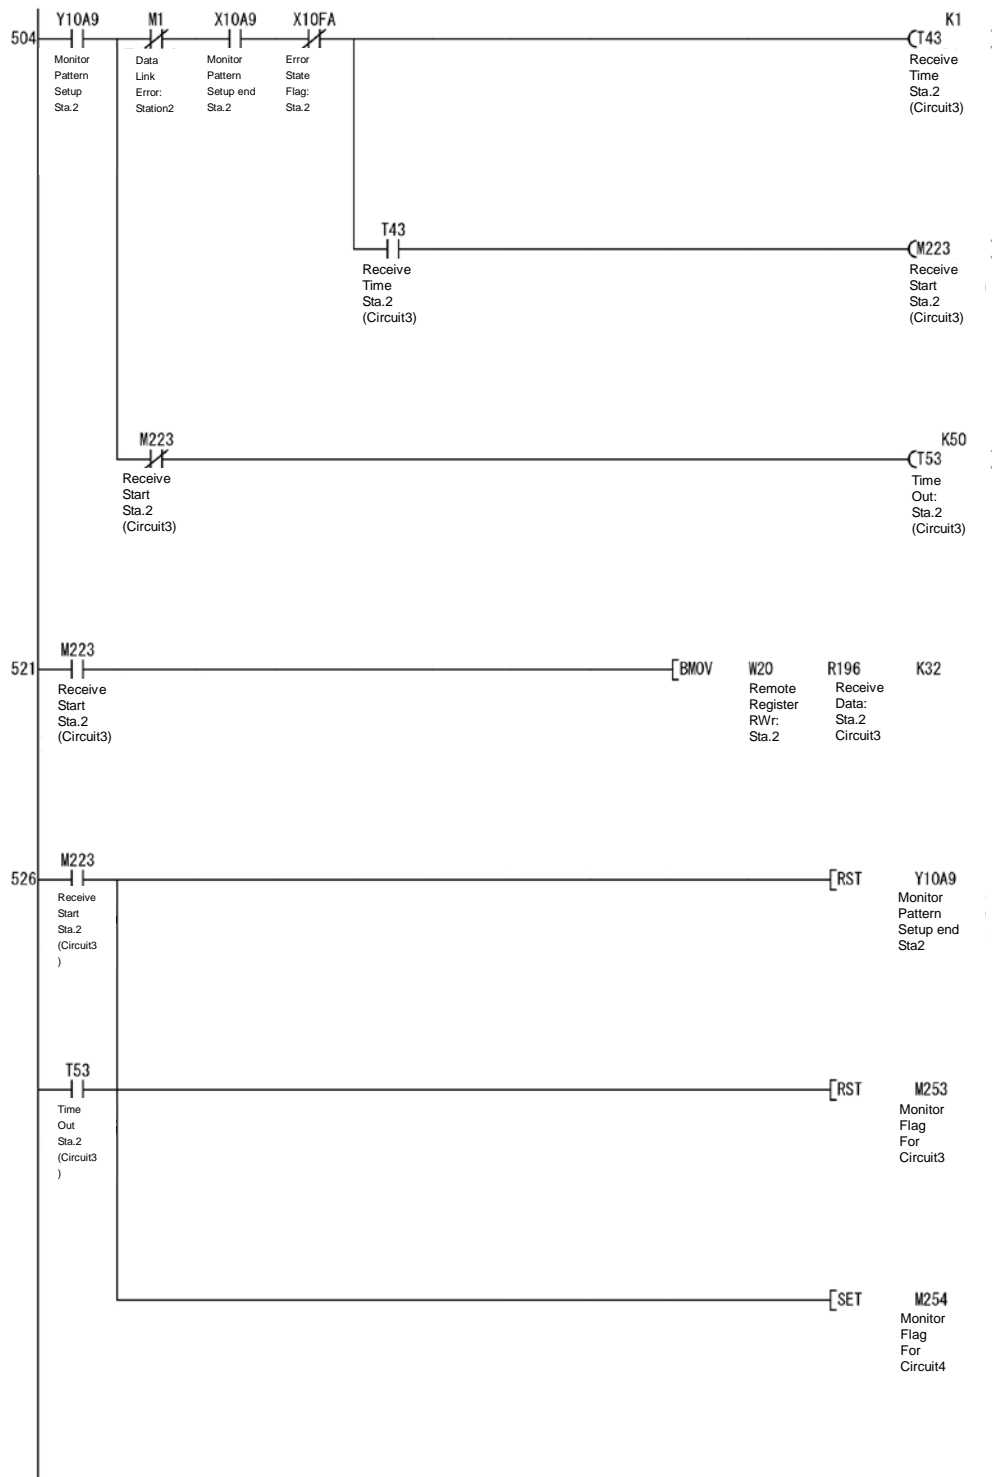 Y10A9 M1 X10A9 X10FA K1
504 (T43
Monitor Data Monitor Error Receive
Pattern Link Pattern State Time
Setup Error: Setup end Flag: Sta.2
Sta.2 Station2 Sta.2 Sta.2 (Circuit3)
T43
(M223
Receive Receive
Time Start
Sta.2 Sta.2
(Circuit3) (Circuit3)
M223 K50
(T53
Receive Time
Start Out:
Sta.2 Sta.2
(Circuit3) (Circuit3)
M223
521 [BMOV W20 R196 K32
Receive Remote Receive
Start Register Data:
Sta.2 RWr: Sta.2
(Circuit3) Sta.2 Circuit3
M223
526 [RST Y10A9
Receive Monitor
Start Pattern
Sta.2 Setup end
(Circuit3 Sta2
)
T53
[RST M253
Time Monitor
Out Flag
Sta.2 For
(Circuit3 Circuit3
)
[SET M254
Monitor
Flag
For
Circuit4